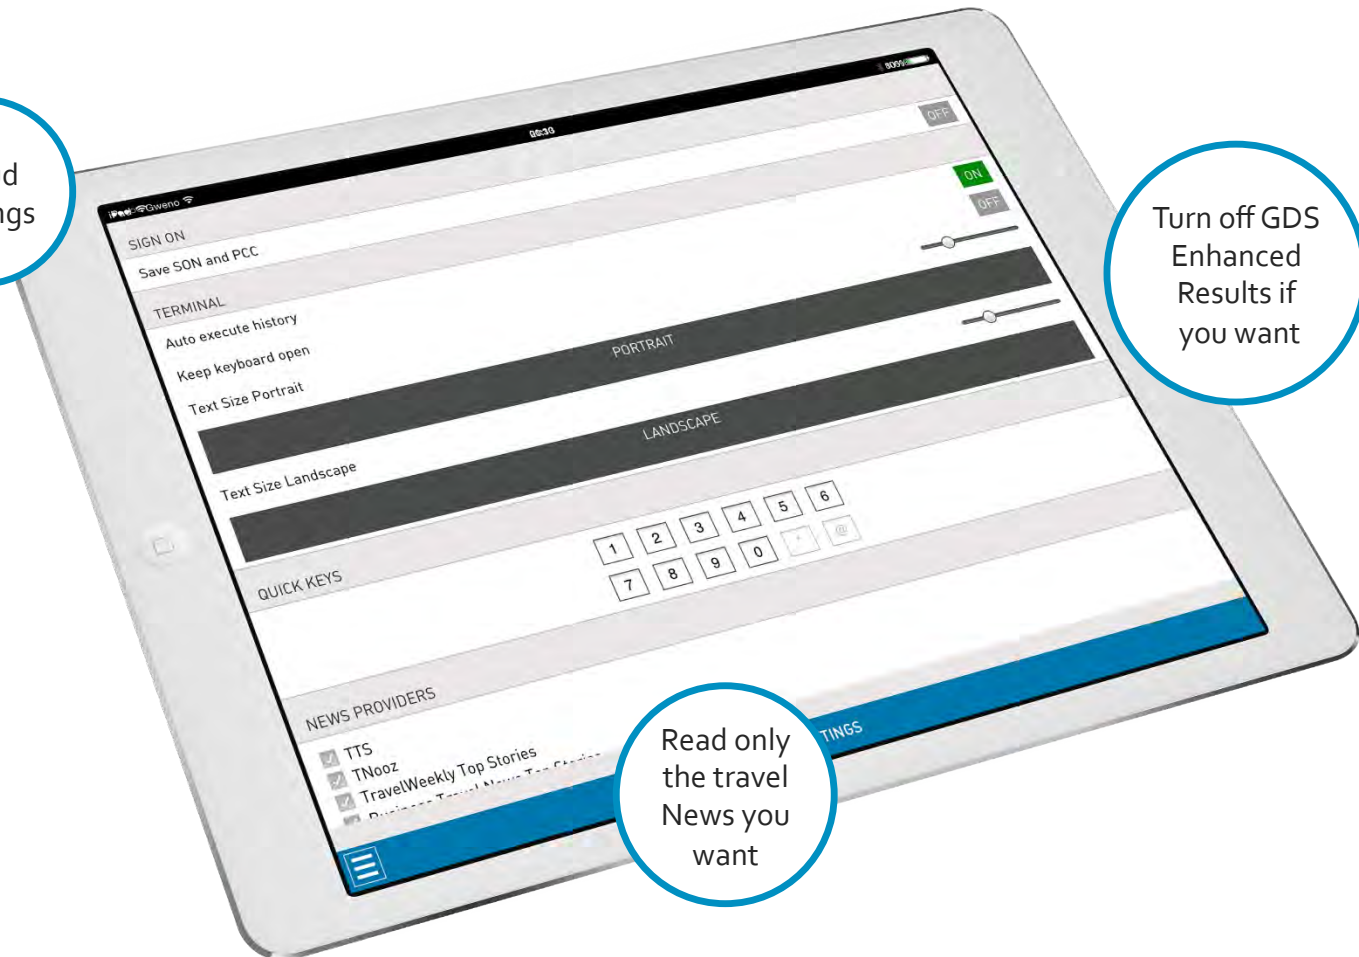 06:30
OFF
SIGN ON
Save SON and PCC
TERMINAL
Auto execute history
ON
Keep keyboard open
OFF
Text Size Portrait
PORTRAIT
Text Size Landscape
LANDSCAPE
QUICK KEYS
1 2 3 4 5 6
7 8 9 0 * @
NEWS PROVIDERS
TTS
TNooz
TravelWeekly Top Stories
TINGS
Turn off GDS
Enhanced
Results if
you want
Read only
the travel
News you
want